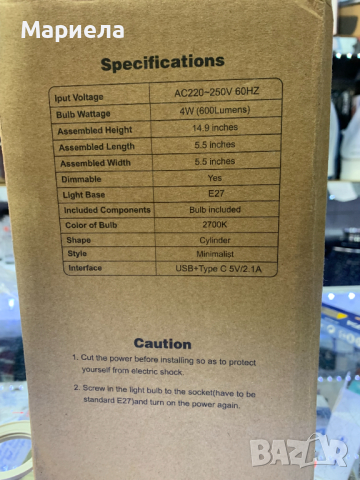 Мариела
Specifications
Iput Voltage AC220~250V 60HZ
Bulb Wattage 4W (600Lumens)
Assembled Height 14.9 inches
Assembled Length 5.5 inches
Assembled Width 5.5 inches
Dimmable Yes
Light Base E27
Included Components Bulb included
Color of Bulb 2700K
Shape Cylinder
Style Minimalist
Interface USB+Type C 5V/2.1A
Caution
1. Cut the power before installing so as to protect
yourself from electric shock.
2. Screw in the light bulb to the socket(have to be
standard E27)and turn on the power again.
BAZAR
bg